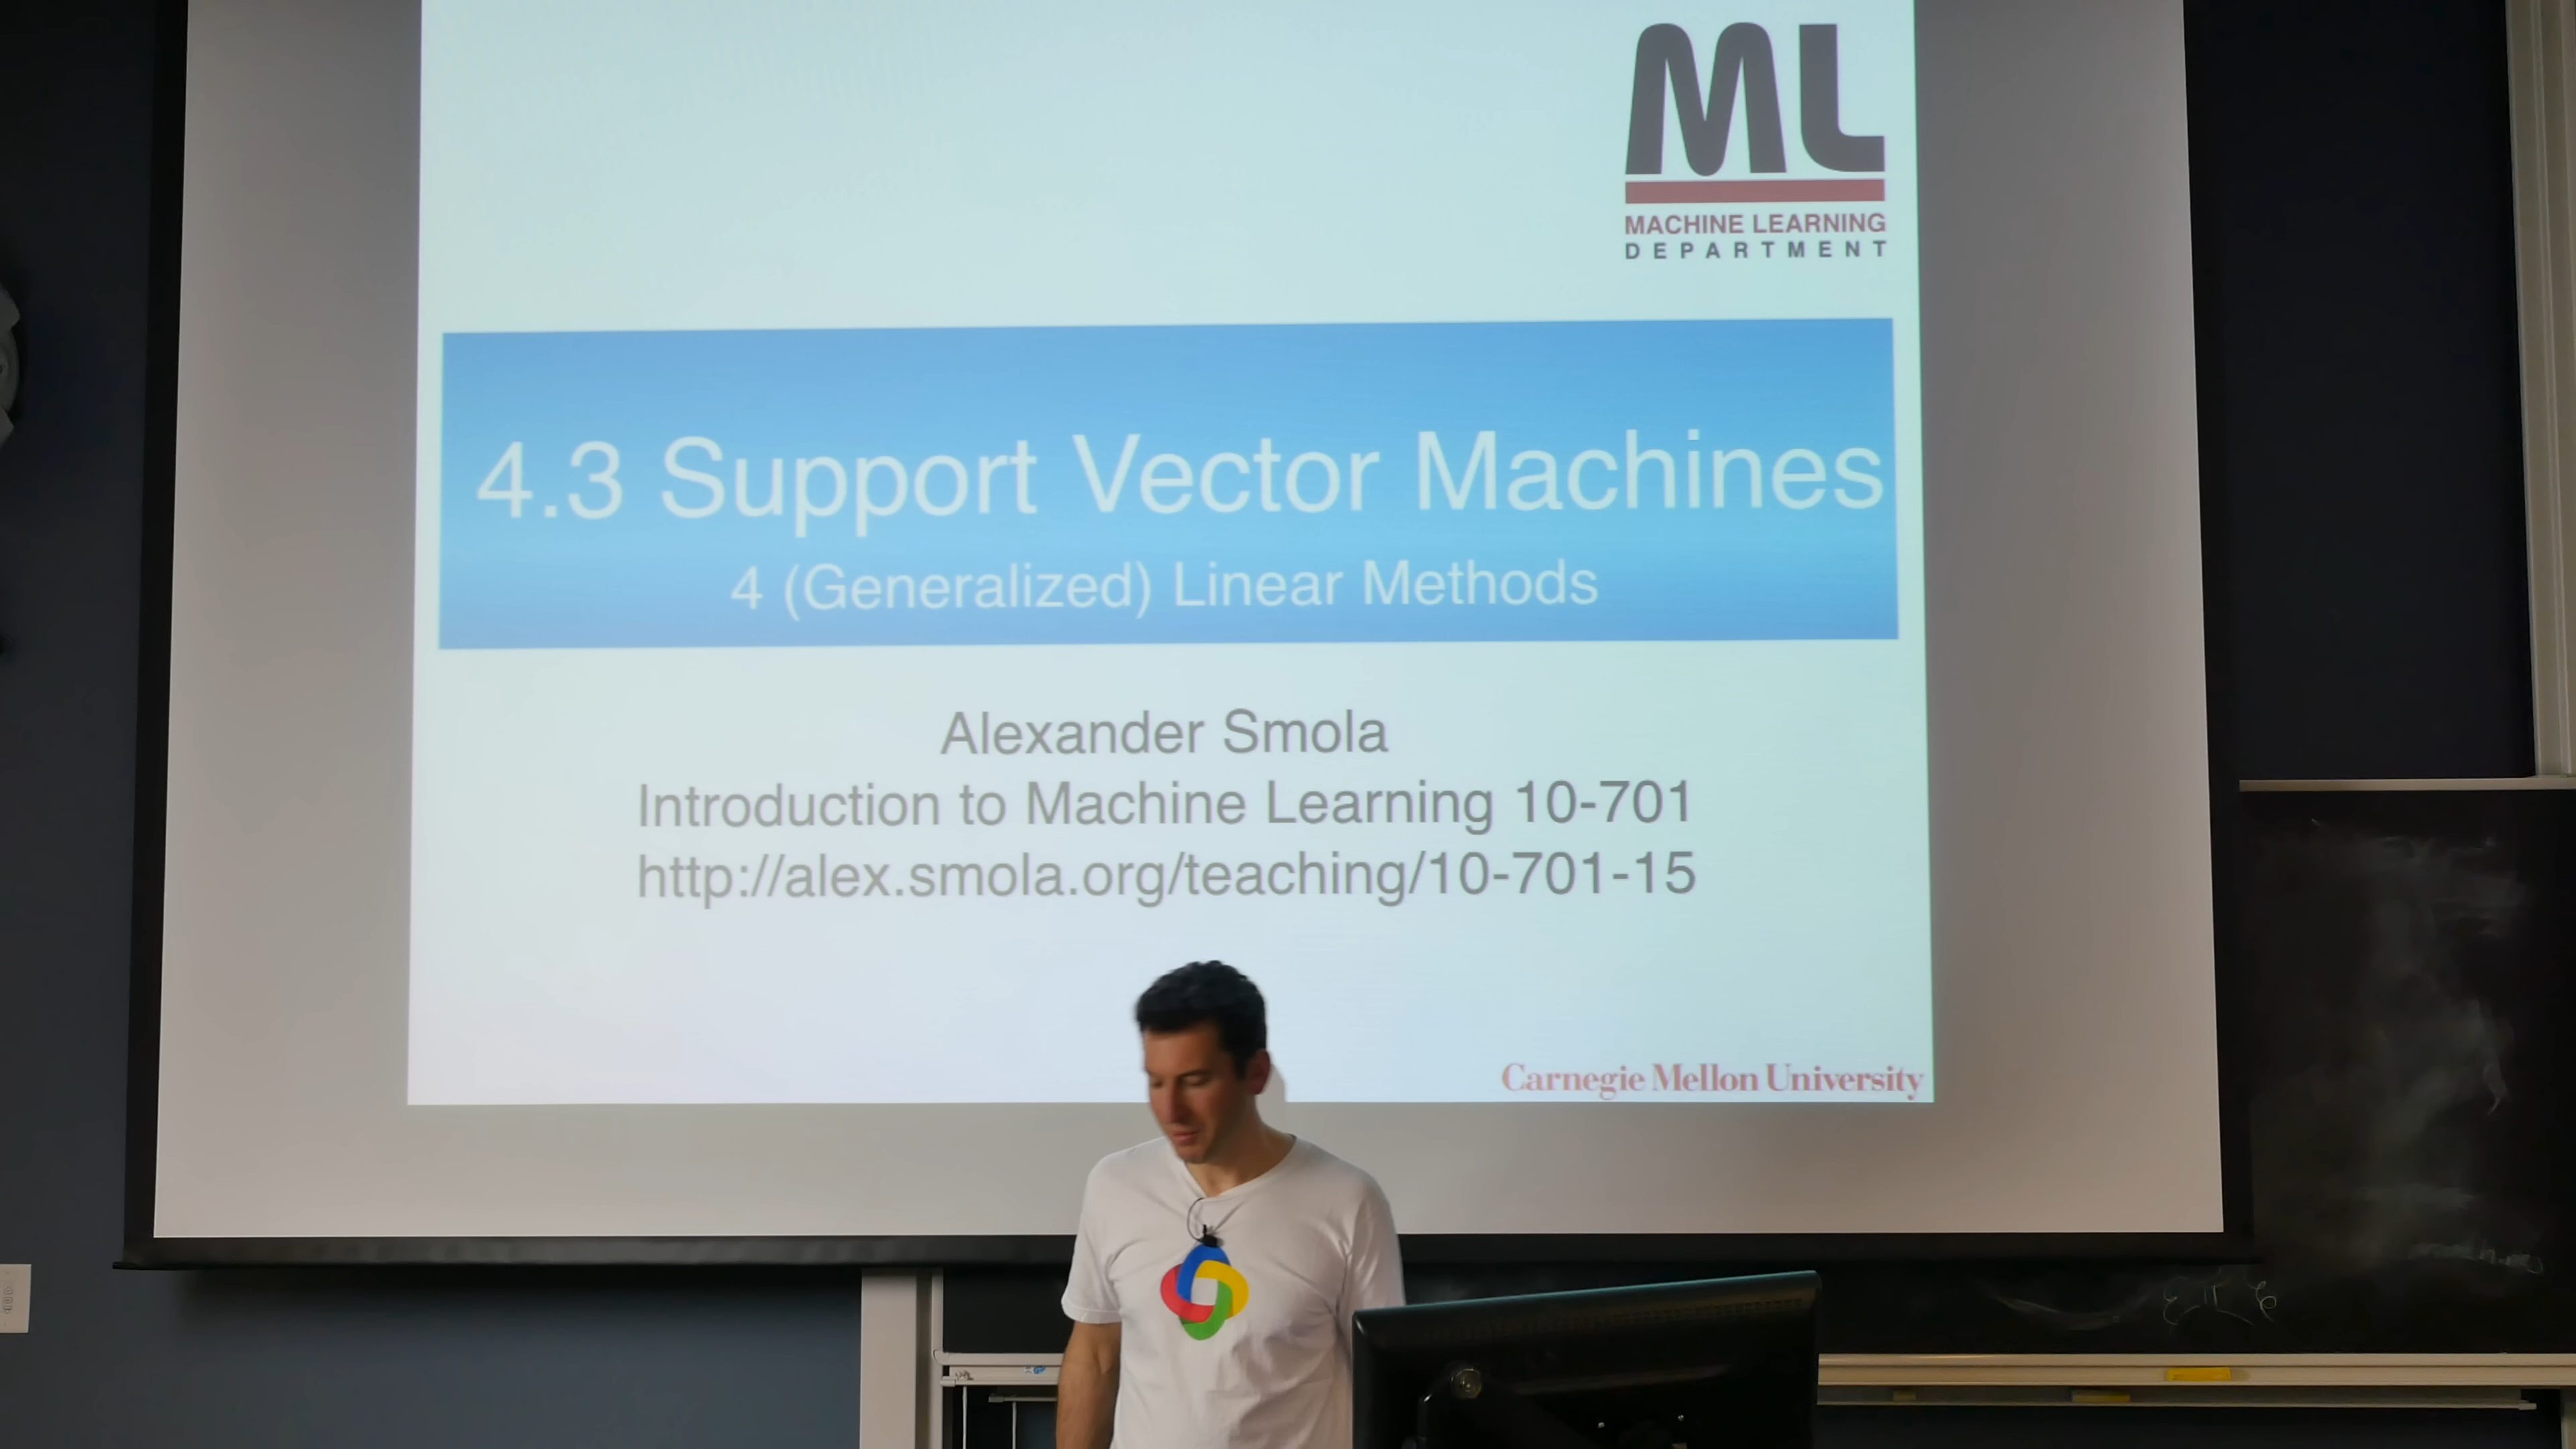 ML
MACHINE LEARNING
DEPARTMENT
4.3 Support Vector Machines
4 (Generalized) Linear Methods
Alexander Smola
Introduction to Machine Learning 10-701
http://alex.smola.org/teaching/10-701-15
Carnegie Mellon University